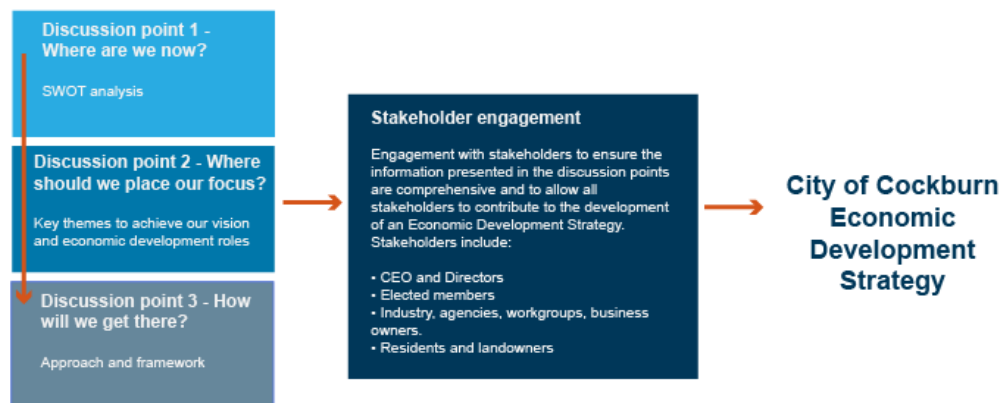 Discussion point 1 -
Where are we now?
SWOT analysis
Discussion point 2 - Where
should we place our focus?
Key themes to achieve our vision
and economic development roles
Discussion point 3 - How
will we get there?
Approach and framework
Stakeholder engagement
Engagement with stakeholders to ensure the
information presented in the discussion points
are comprehensive and to allow all
stakeholders to contribute to the development
of an Economic Development Strategy.
Stakeholders include:
• CEO and Directors
• Elected members
• Industry, agencies, workgroups, business
owners.
• Residents and landowners
City of Cockburn
Economic
Development
Strategy